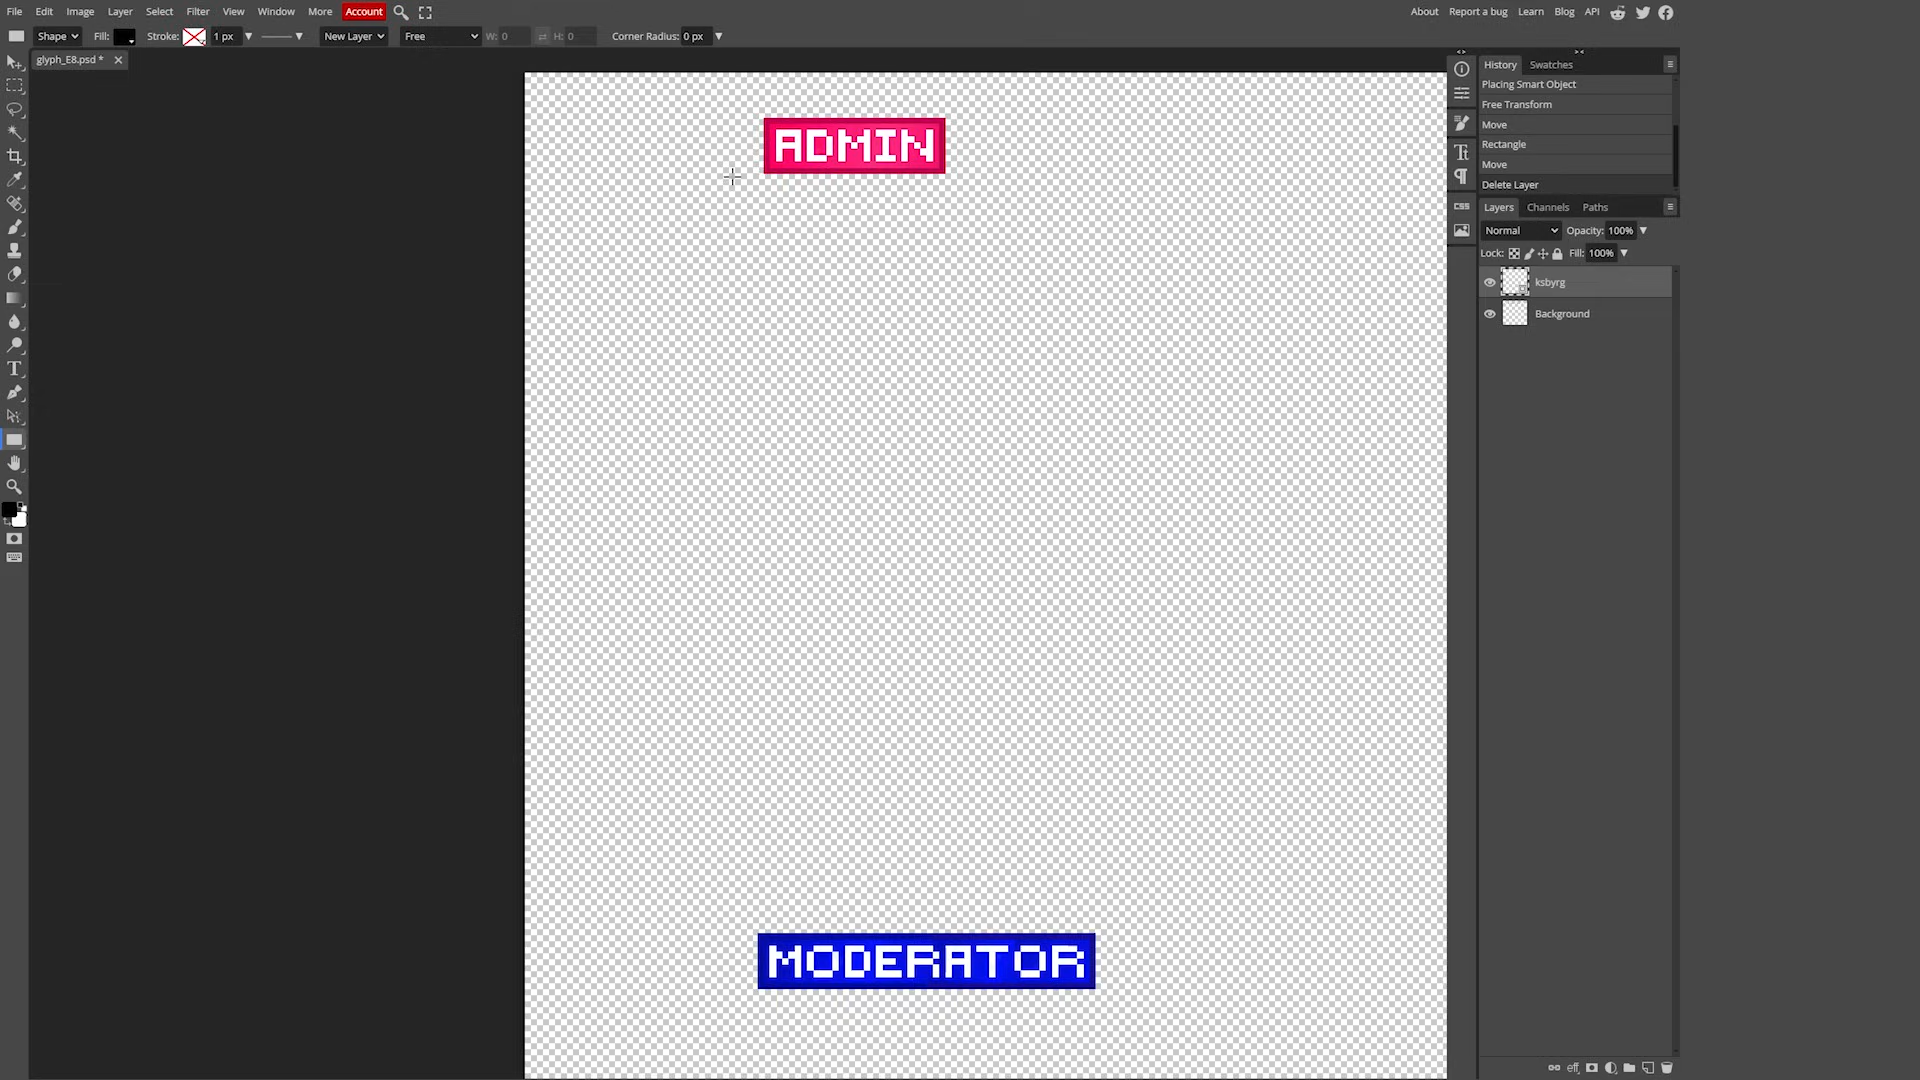 File Edit Image Layer Select Filter View Window More Account About Report a bug Learn Blog API
Shape Fill: Stroke: 1 px New Layer Free W: 0 H: 0 Corner Radius: 0 px
glyph_E8.psd *
History Swatches
Placing Smart Object
Free Transform
Move
Rectangle
Move
Delete Layer
Layers Channels Paths
Normal Opacity: 100%
Lock: Fill: 100%
ksbyrg
Background
CSS
ADMIN
MODERATOR
eff